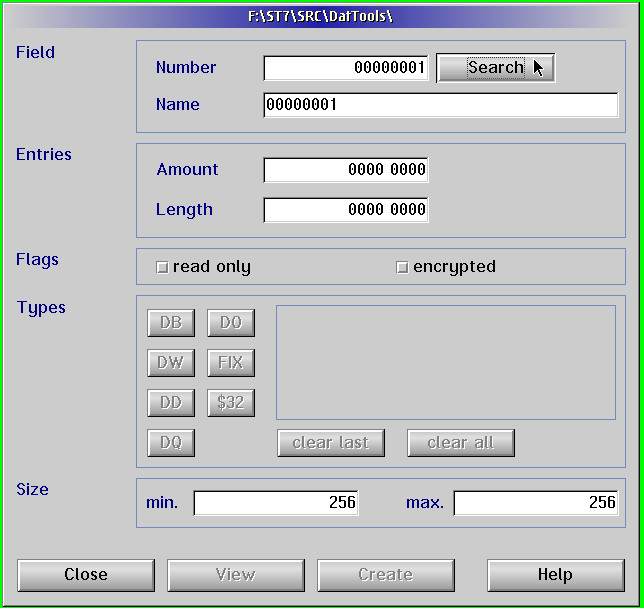 F:\ST7\SRC\DatTools\
Field
Number 00000001 Search
Name 00000001
Entries
Amount 0000 0000
Length 0000 0000
Flags
read only encrypted
Types
DB DO
DW FIX
DD $32
DQ clear last clear all
Size
min. 256 max. 256
Close View Create Help